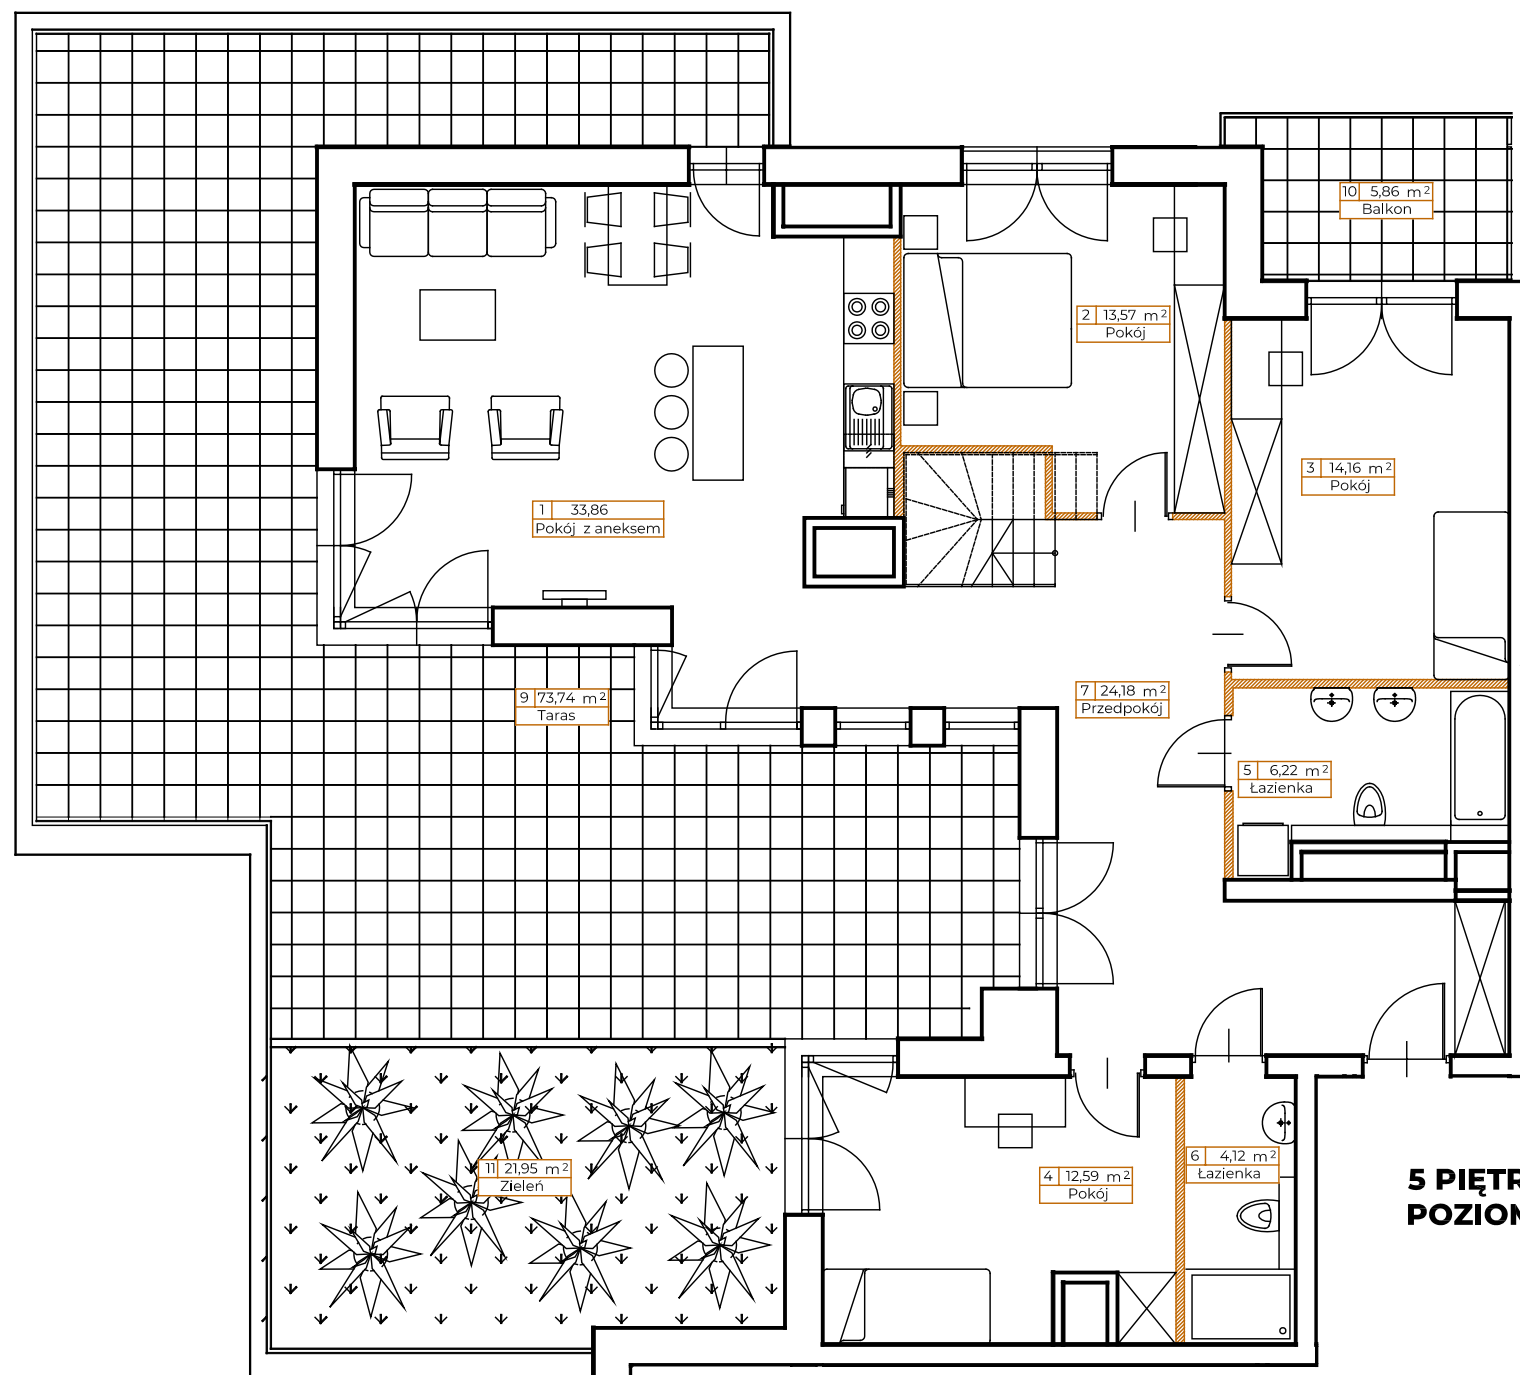 10 5,86 m²
Balkon
2 13,57 m²
Pokój
3 14,16 m²
Pokój
1 33,86
Pokój z aneksem
9 73,74 m²
Taras
7 24,18 m²
Przedpokój
5 6,22 m²
Łazienka
11 21,95 m²
Zieleń
4 12,59 m²
Pokój
6 4,12 m²
Łazienka
5 PIĘTR
POZIOM